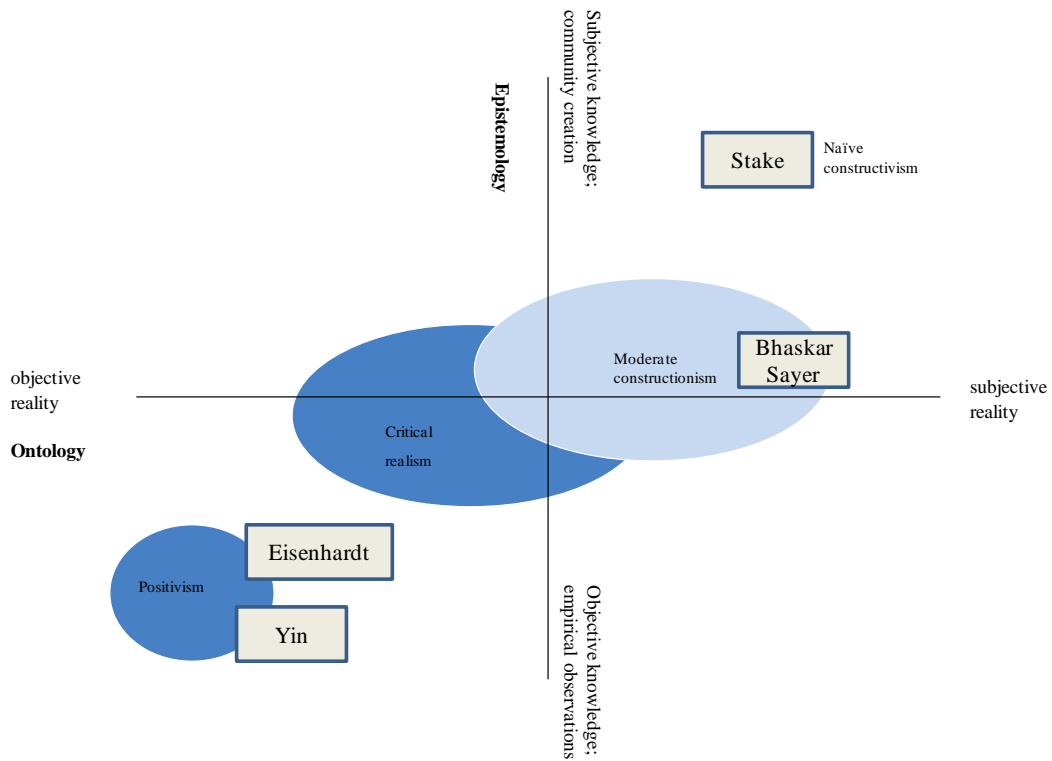 Subjective knowledge;
community creation
Epistemology
Stake
Naïve
constructivism
Bhaskar
Sayer
Moderate
constructionism
objective
reality
subjective
reality
Ontology
Critical
realism
Eisenhardt
Positivism
Yin
Objective knowledge;
empirical observations